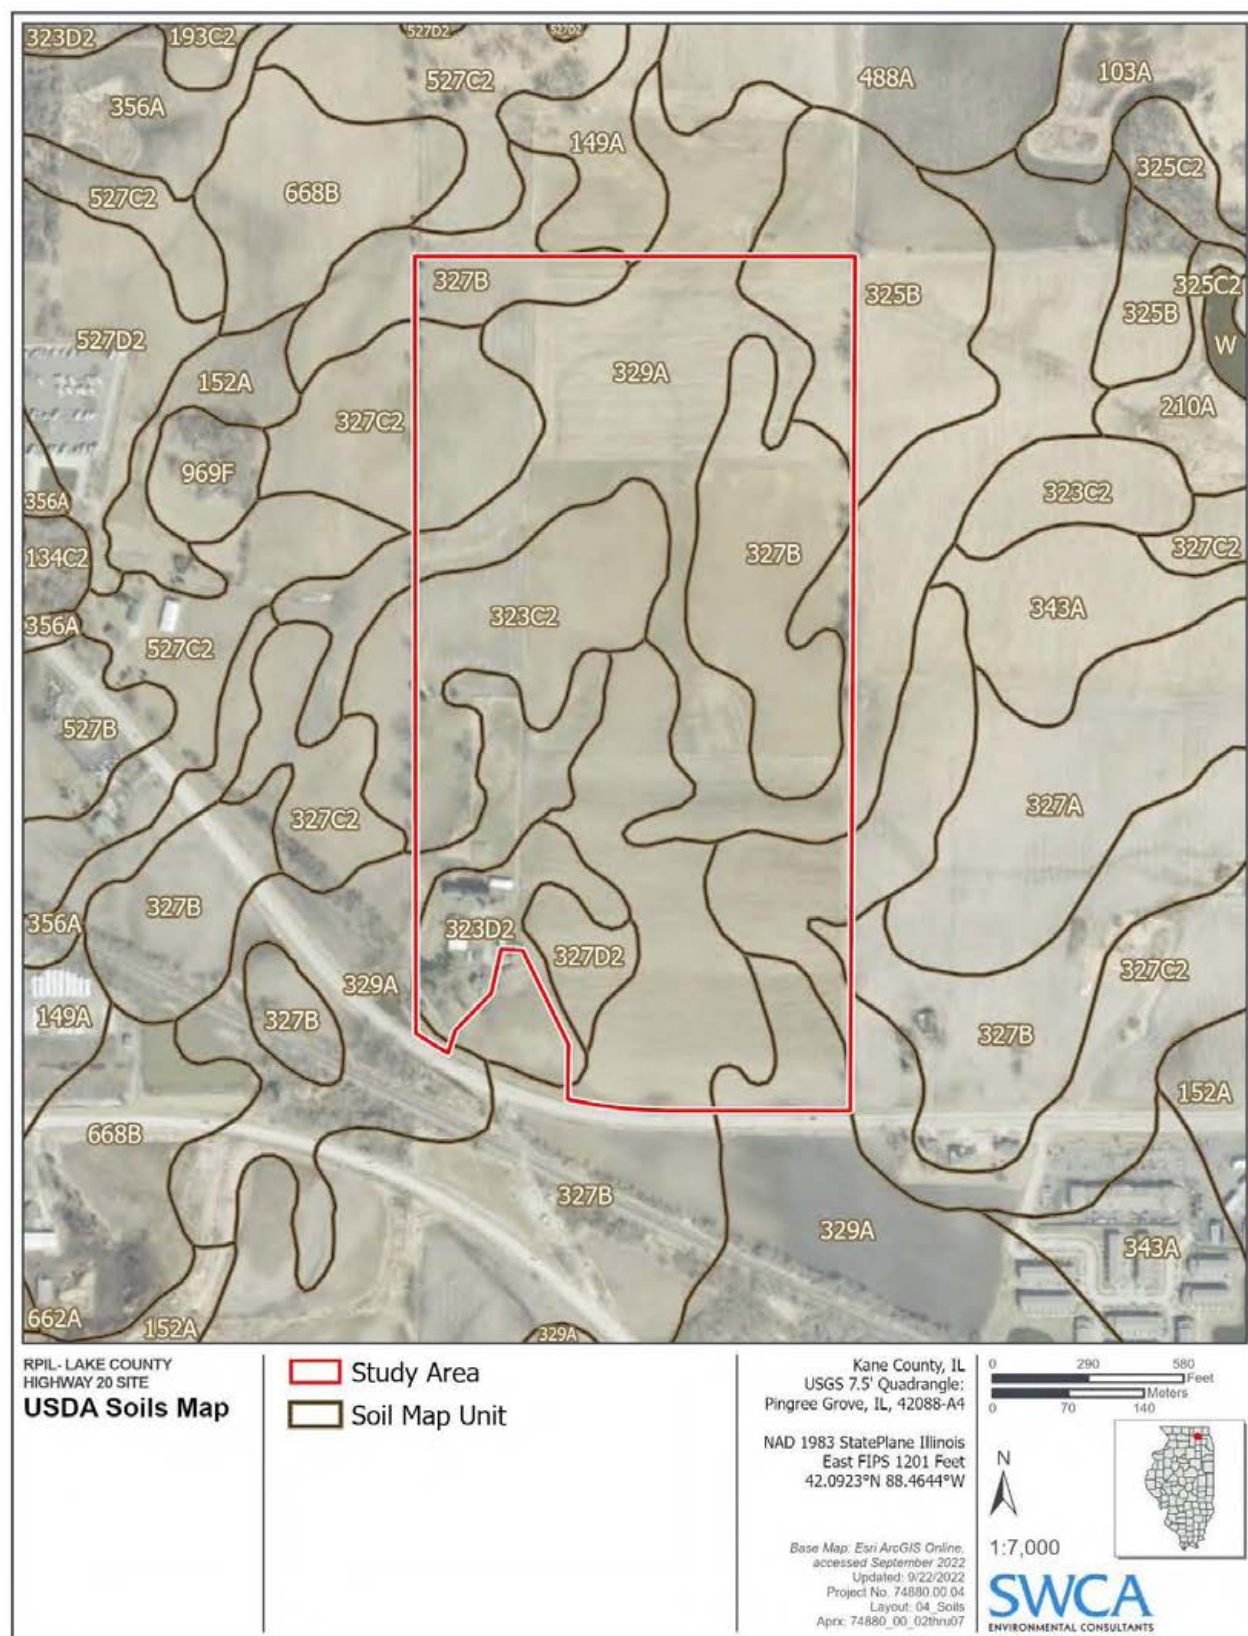 323D2
193C2
527D2
527D2
356A
527C2
488A
103A
149A
325C2
527C2
668B
327B
325B
325C2
325B
W
527D2
152A
329A
210A
327C2
969F
323C2
356A
134C2
327B
327C2
343A
323C2
356A
527C2
527B
327A
327C2
327B
356A
323D2
327D2
327C2
329A
149A
327B
327B
152A
668B
327B
329A
343A
662A
152A
329A
RPIL- LAKE COUNTY
HIGHWAY 20 SITE
USDA Soils Map
Study Area
Soil Map Unit
Kane County, IL
USGS 7.5' Quadrangle:
Pingree Grove, IL, 42088-A4
NAD 1983 StatePlane Illinois
East FIPS 1201 Feet
42.0923°N 88.4644°W
Base Map: Esri ArcGIS Online,
accessed September 2022
Updated: 9/22/2022
Project No. 74880.00.04
Layout: 04_Soils
Aprx: 74880_00_02thru07
0 290 580
Feet
Meters
0 70 140
N
1:7,000
SWCA
ENVIRONMENTAL CONSULTANTS